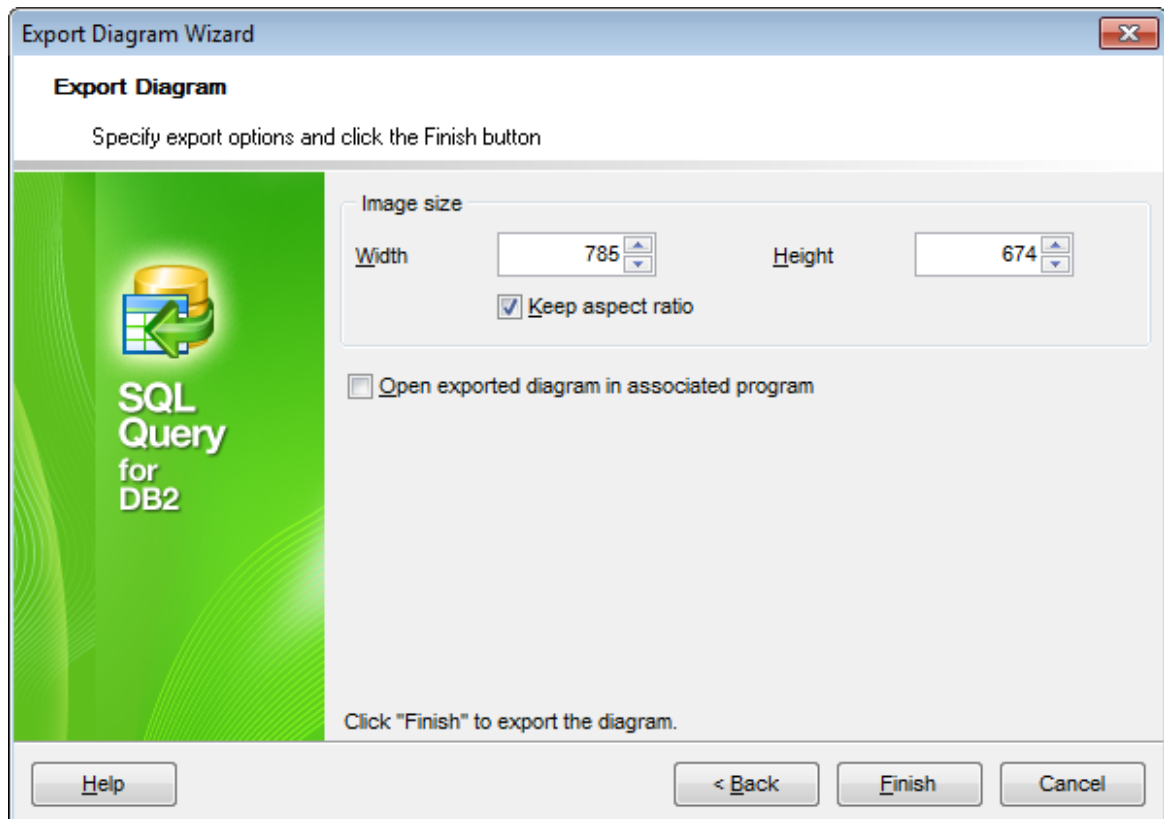 Export Diagram Wizard
Export Diagram
Specify export options and click the Finish button
Image size
Width 785 Height 674
Keep aspect ratio
Open exported diagram in associated program
SQL
Query
for
DB2
Click "Finish" to export the diagram.
Help < Back Finish Cancel